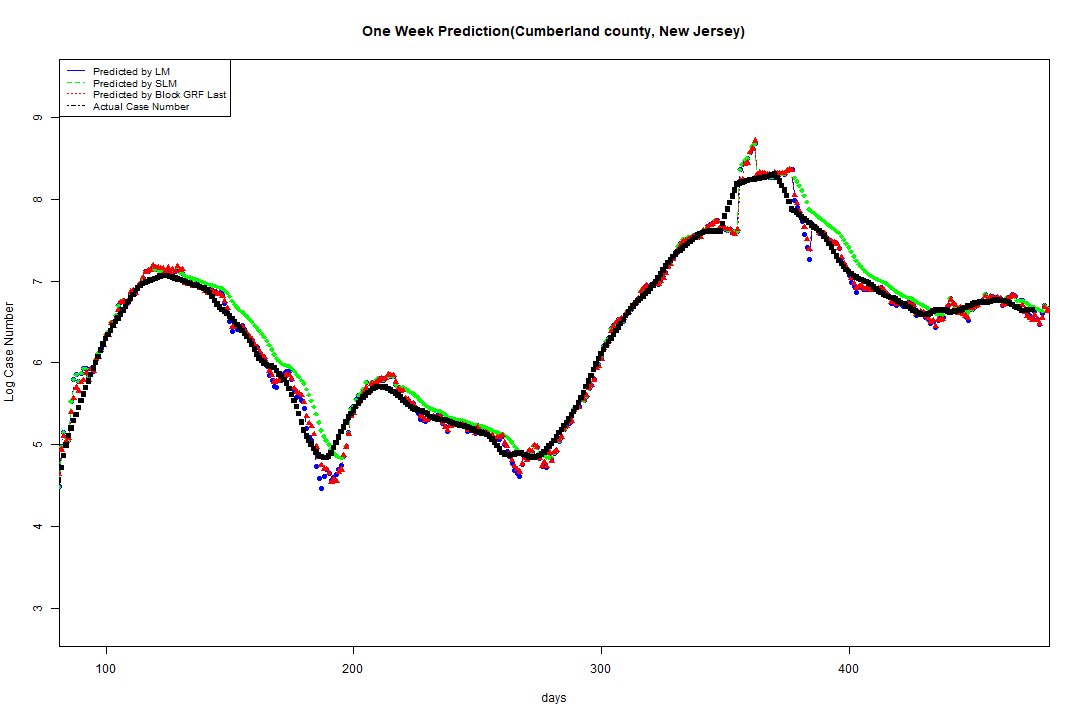 One Week Prediction(Cumberland county, New Jersey)
Predicted by LM
Predicted by SLM
Predicted by Block GRF Last
Actual Case Number
9
8
7
6
5
4
3
Log Case Number
100 200 300 400
days